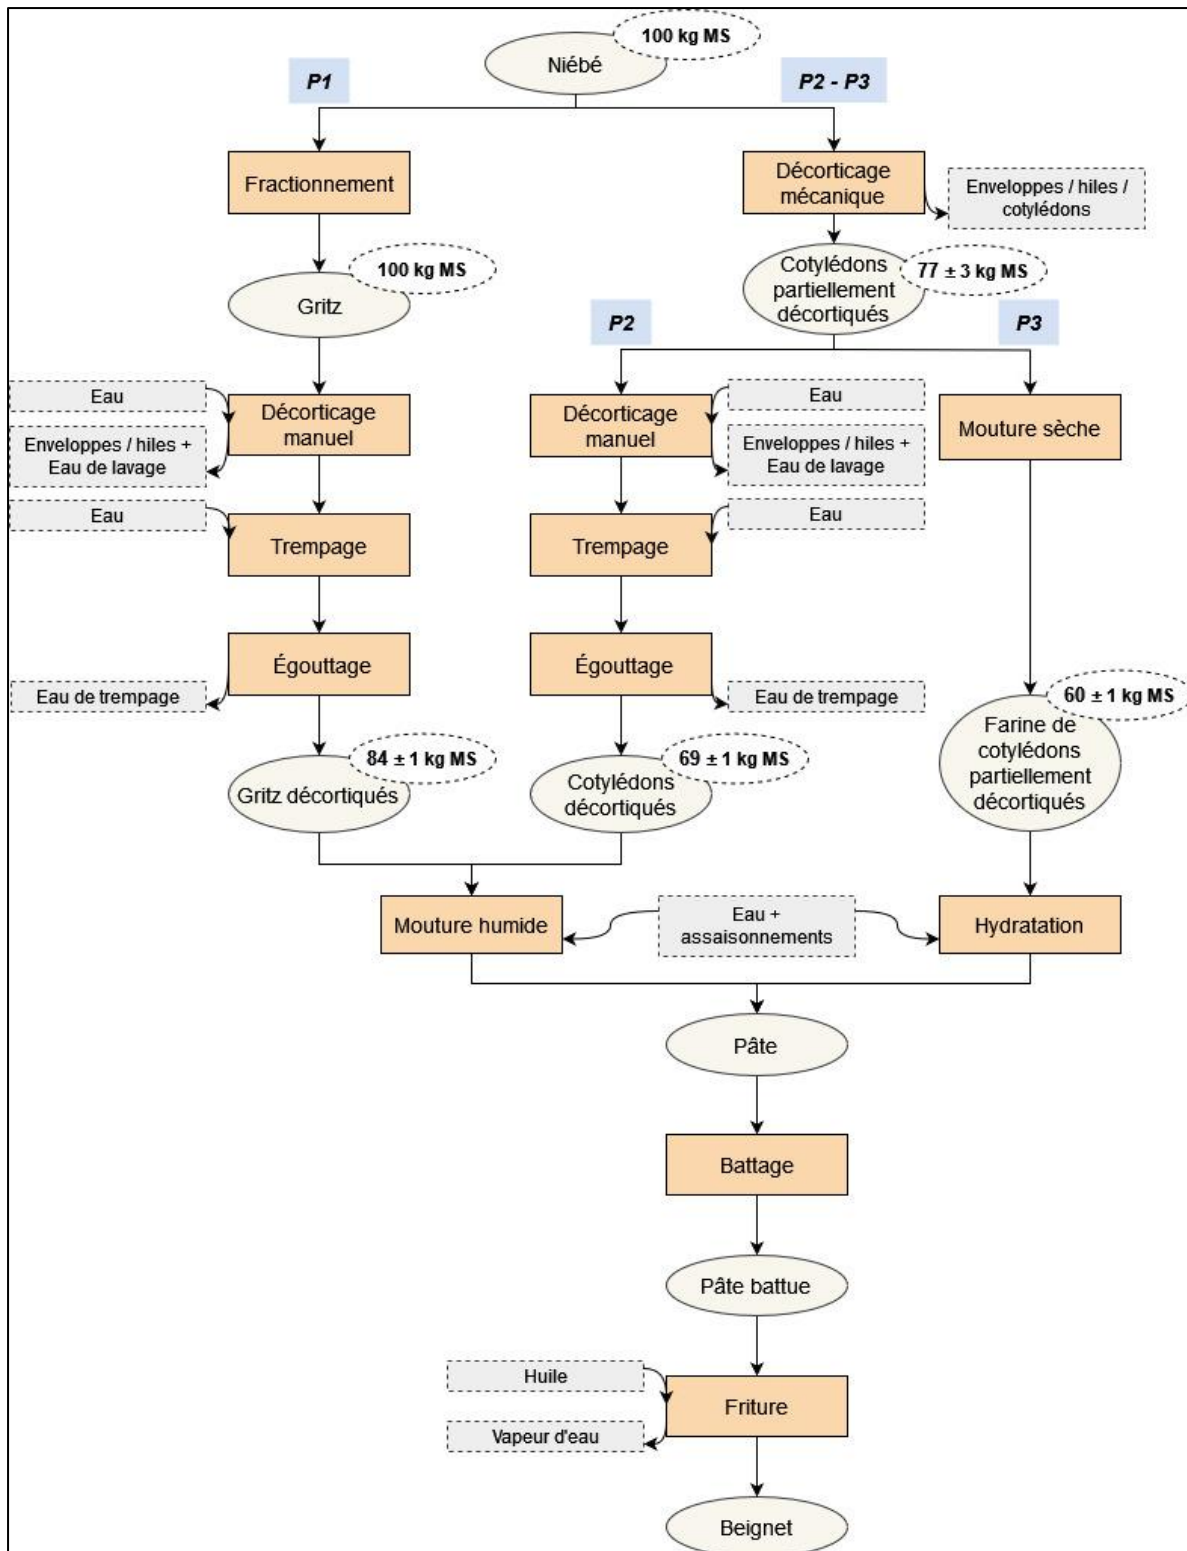 100 kg MS
Niébé
P1
P2 - P3
Fractionnement
Décorticage
mécanique
Enveloppes / hiles /
cotylédons
100 kg MS
Gritz
Cotylédons
partiellement
décortiqués
77 ± 3 kg MS
P2
P3
Eau
Décorticage
manuel
Enveloppes / hiles +
Eau de lavage
Décorticage
manuel
Eau
Enveloppes / hiles +
Eau de lavage
Mouture sèche
Eau
Trempage
Trempage
Eau
Égouttage
Eau de trempage
Égouttage
Eau de trempage
60 ± 1 kg MS
Farine de
cotylédons
partiellement
décortiqués
84 ± 1 kg MS
Gritz décortiqués
69 ± 1 kg MS
Cotylédons
décortiqués
Mouture humide
Eau +
assaisonnements
Hydratation
Pâte
Battage
Pâte battue
Huile
Friture
Vapeur d'eau
Beignet